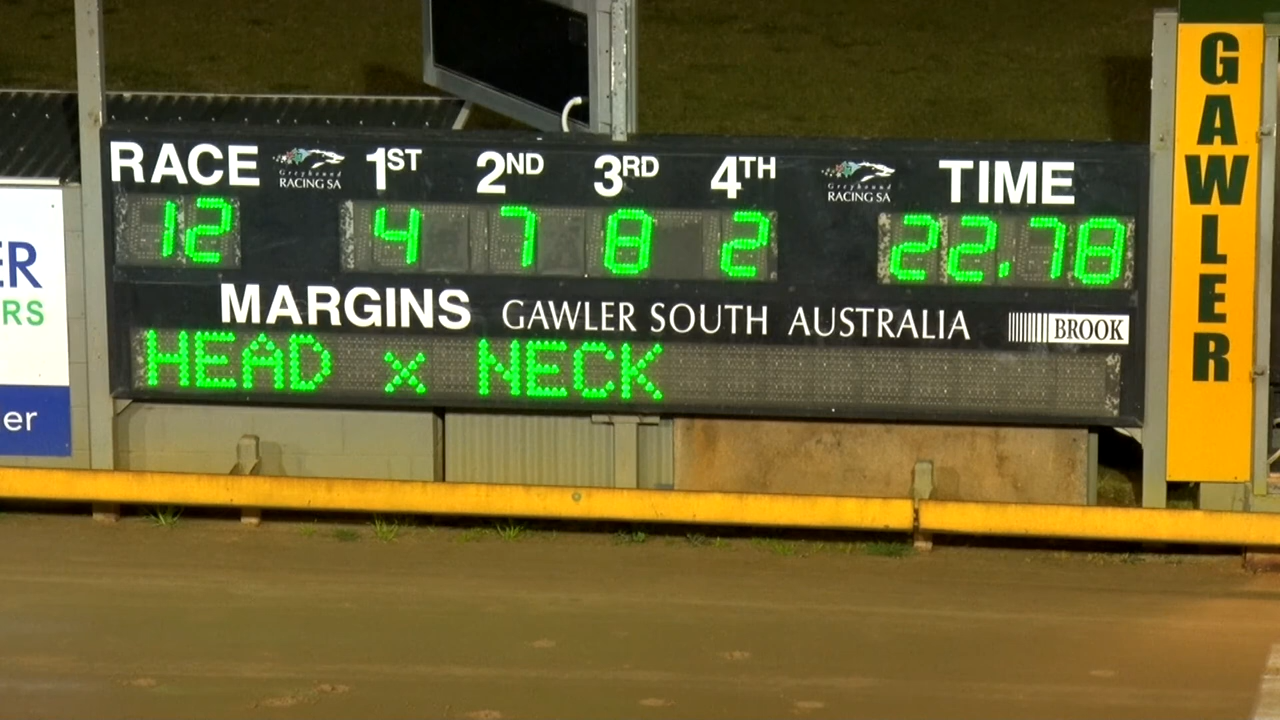 RACE 1ST 2ND 3RD 4TH TIME
Greyhound
RACING SA
Greyhound
RACING SA
12 4 7 8 2 22.78
MARGINS GAWLER SOUTH AUSTRALIA BROOK
HEAD x NECK
GAWLER
ER
RS
er